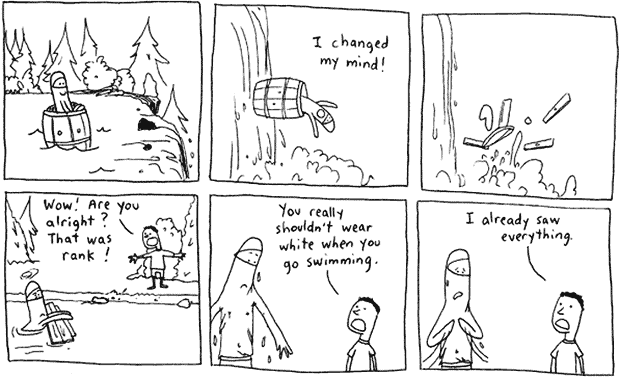 I changed
my mind!
Wow! Are you
alright?
That was
rank!
You really
shouldn't wear
white when you
go swimming.
I already saw
everything.